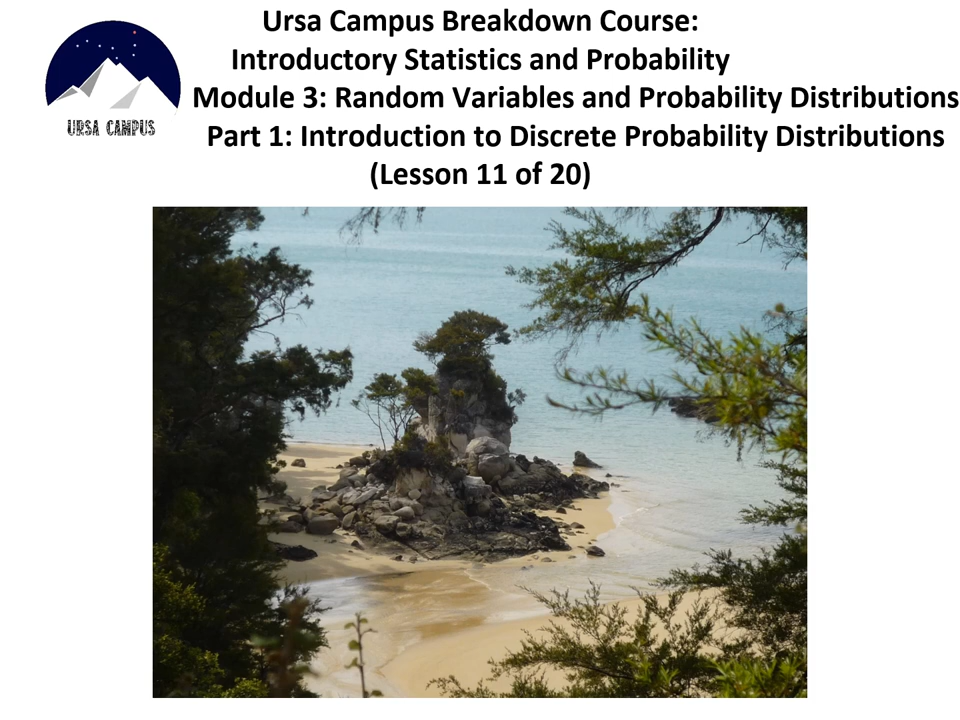 Ursa Campus Breakdown Course:
Introductory Statistics and Probability
Module 3: Random Variables and Probability Distributions
Part 1: Introduction to Discrete Probability Distributions
(Lesson 11 of 20)
URSA CAMPUS